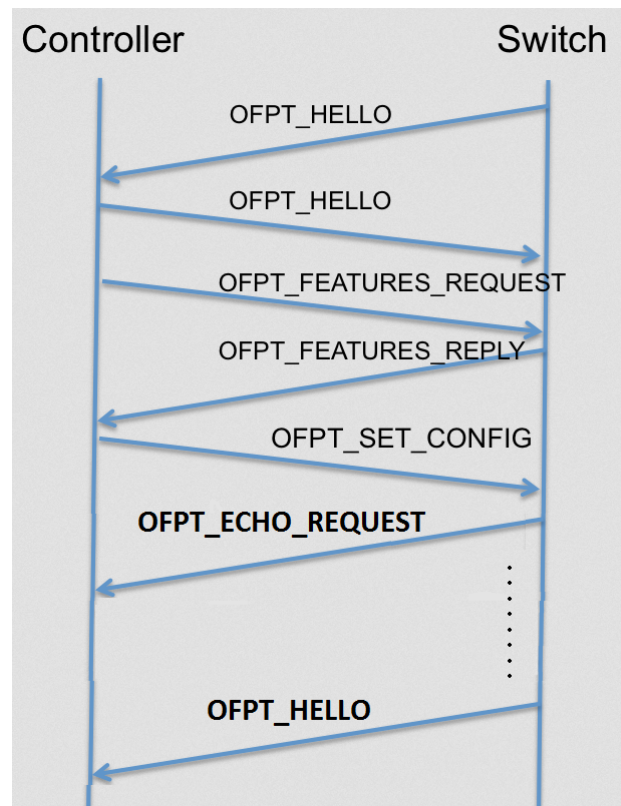 Controller
Switch
OFPT_HELLO
OFPT_HELLO
OFPT_FEATURES_REQUEST
OFPT_FEATURES_REPLY
OFPT_SET_CONFIG
OFPT_ECHO_REQUEST
OFPT_HELLO